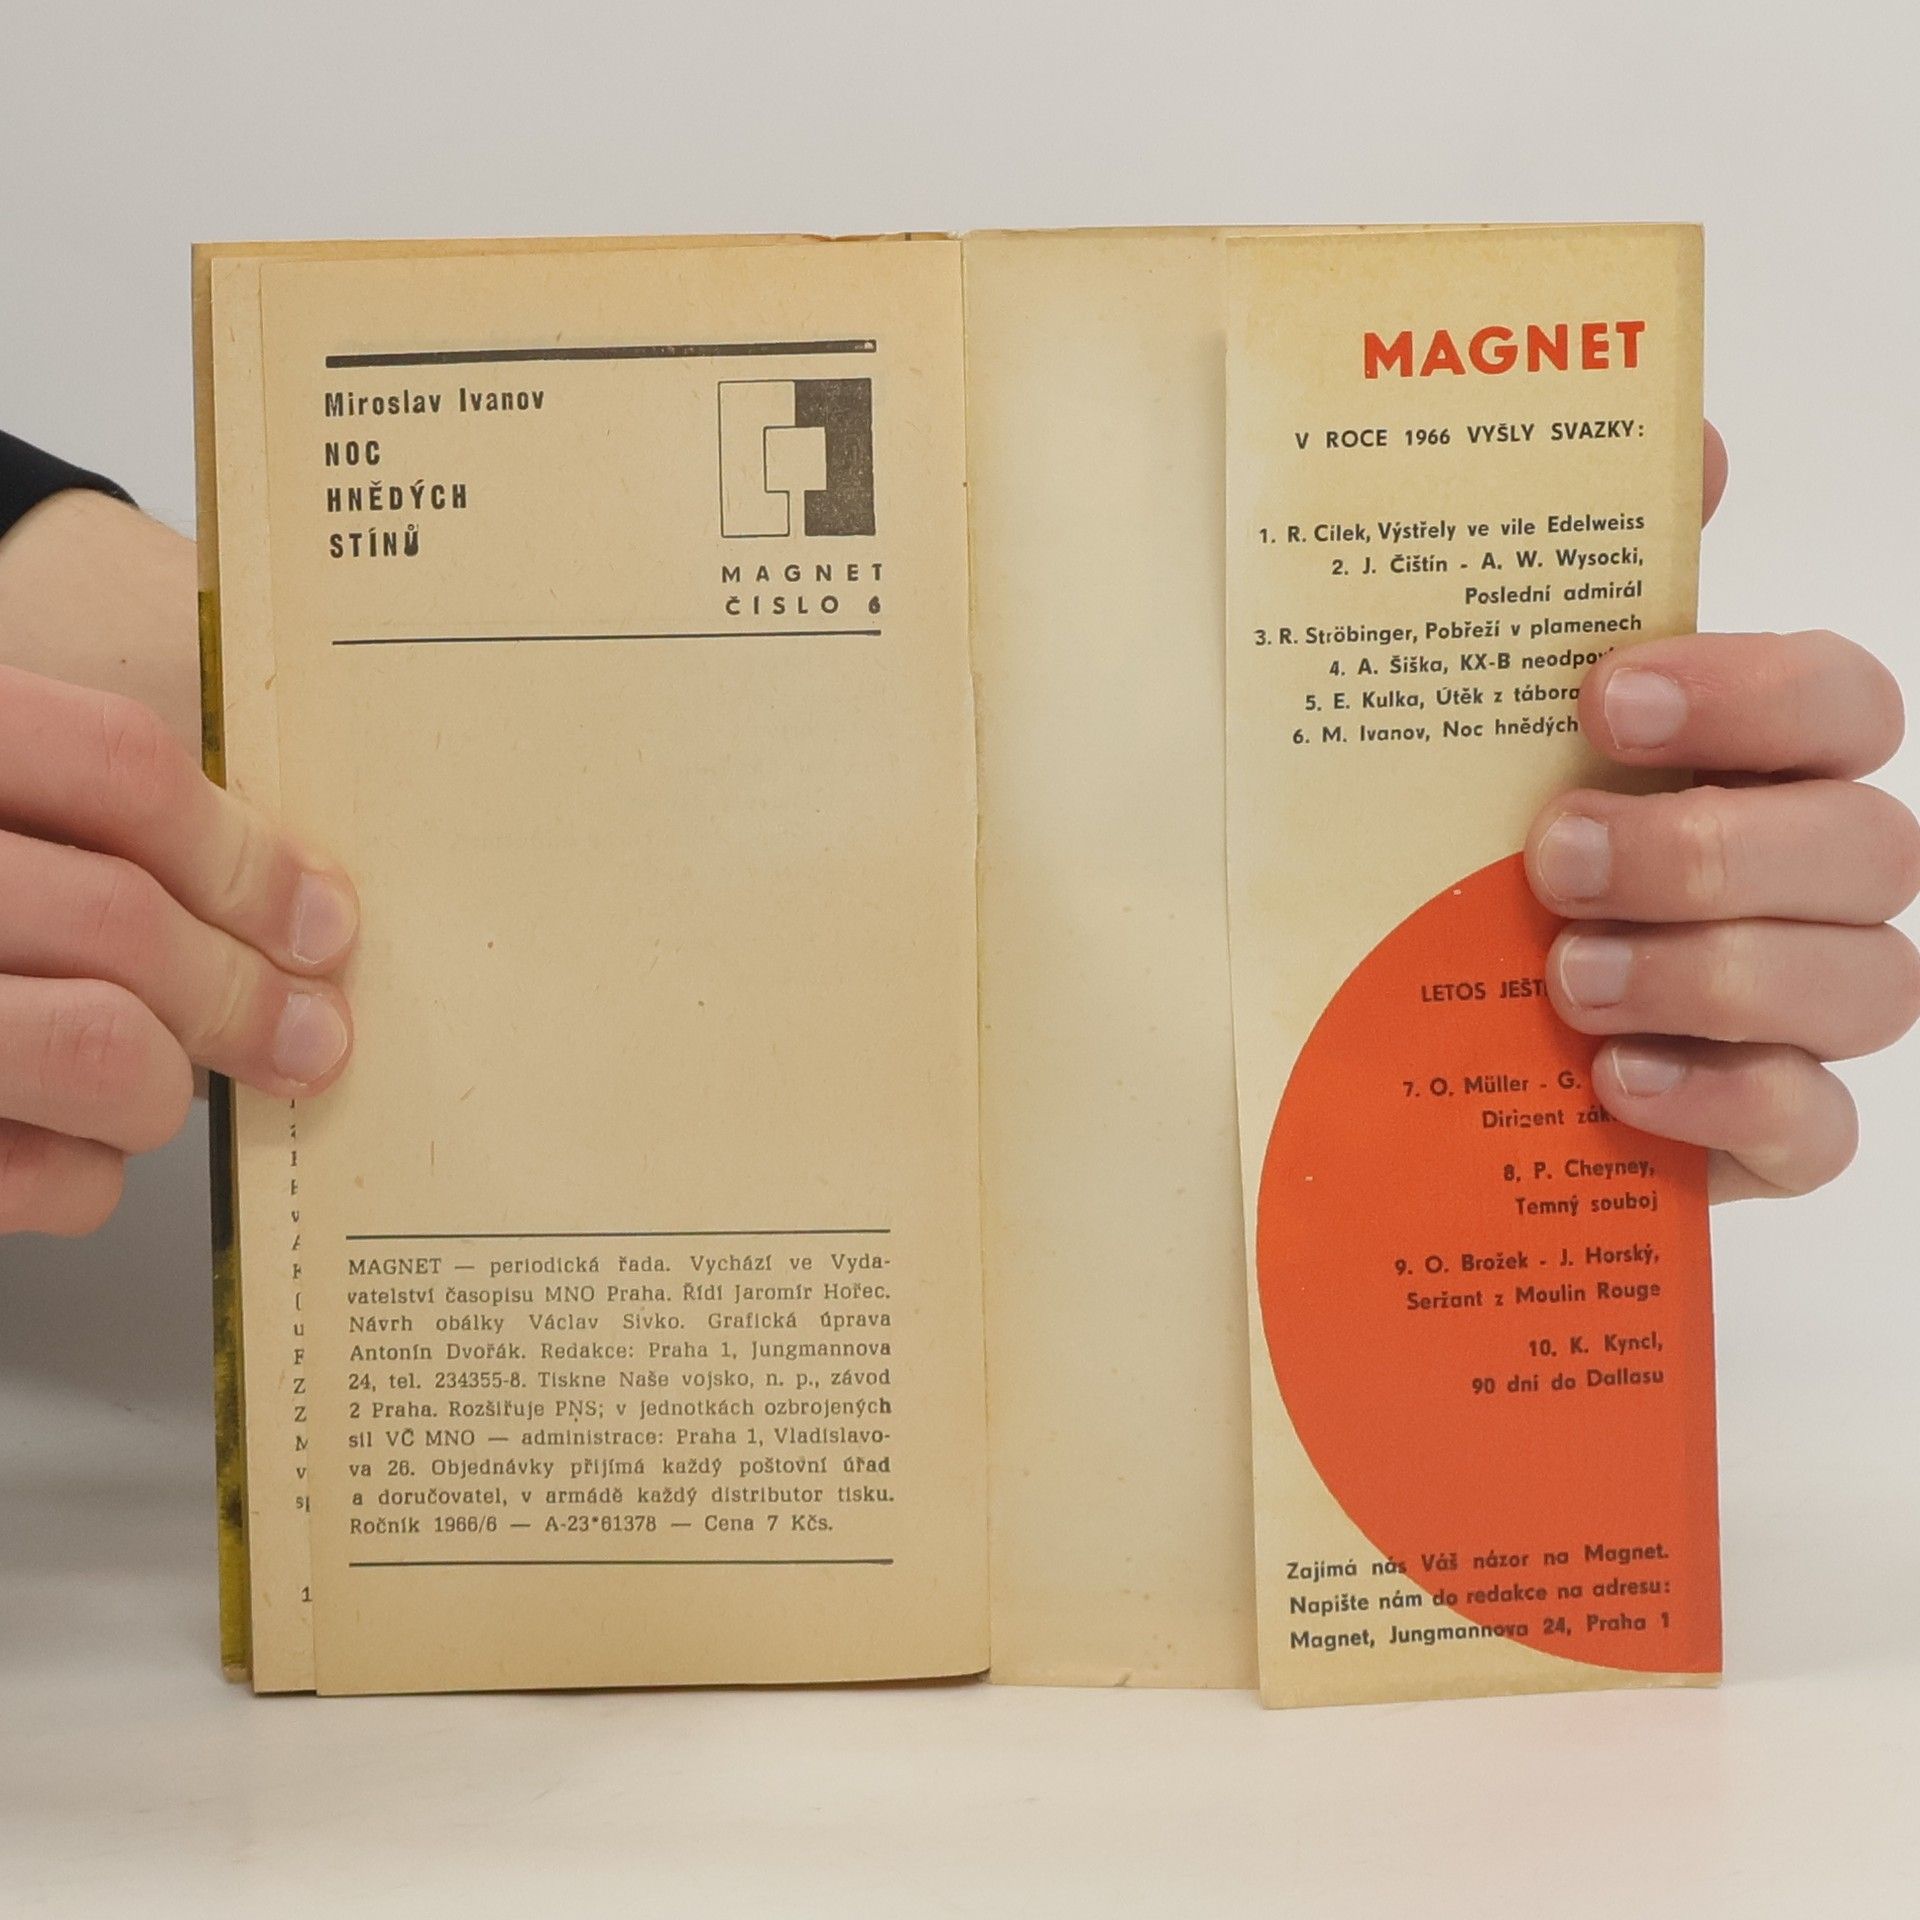 Miroslav Ivanov
NOC
HNĚDÝCH
STÍNŮ
MAGNET
ČÍSLO 6
MAGNET — periodická řada. Vychází ve Vyda-
vatelství časopisu MNO Praha. Řídí Jaromír Hořec.
Návrh obálky Václav Sivko. Grafická úprava
Antonín Dvořák. Redakce: Praha 1, Jungmannova
24, tel. 234355-8. Tiskne Naše vojsko, n. p., závod
2 Praha. Rozšiřuje PNS; v jednotkách ozbrojených
sil VČ MNO — administrace: Praha 1, Vladislavo-
va 26. Objednávky přijímá každý poštovní úřad
a doručovatel, v armádě každý distributor tisku.
Ročník 1966/6 — A-23*61378 — Cena 7 Kčs.
MAGNET
V ROCE 1966 VYŠLY SVAZKY:
1. R. Cílek, Výstřely ve vile Edelweiss
2. J. Čištín - A. W. Wysocki,
Poslední admirál
3. R. Ströbinger, Pobřeží v plamenech
4. A. Šiška, KX-B
5. E. Kulka, Útěk z tábora
6. M. Ivanov, Noc hnědých
LETOS
7. O. Müller - G.
Dirigent
8. P. Cheyney,
Temný souboj
9. O. Brožek - J. Horský,
Seržant z Moulin Rouge
10. K. Kyncl,
90 dní do Dallasu
Zajímá nás Váš názor na Magnet.
Napište nám do redakce na adresu:
Magnet, Jungmannova 24, Praha 1